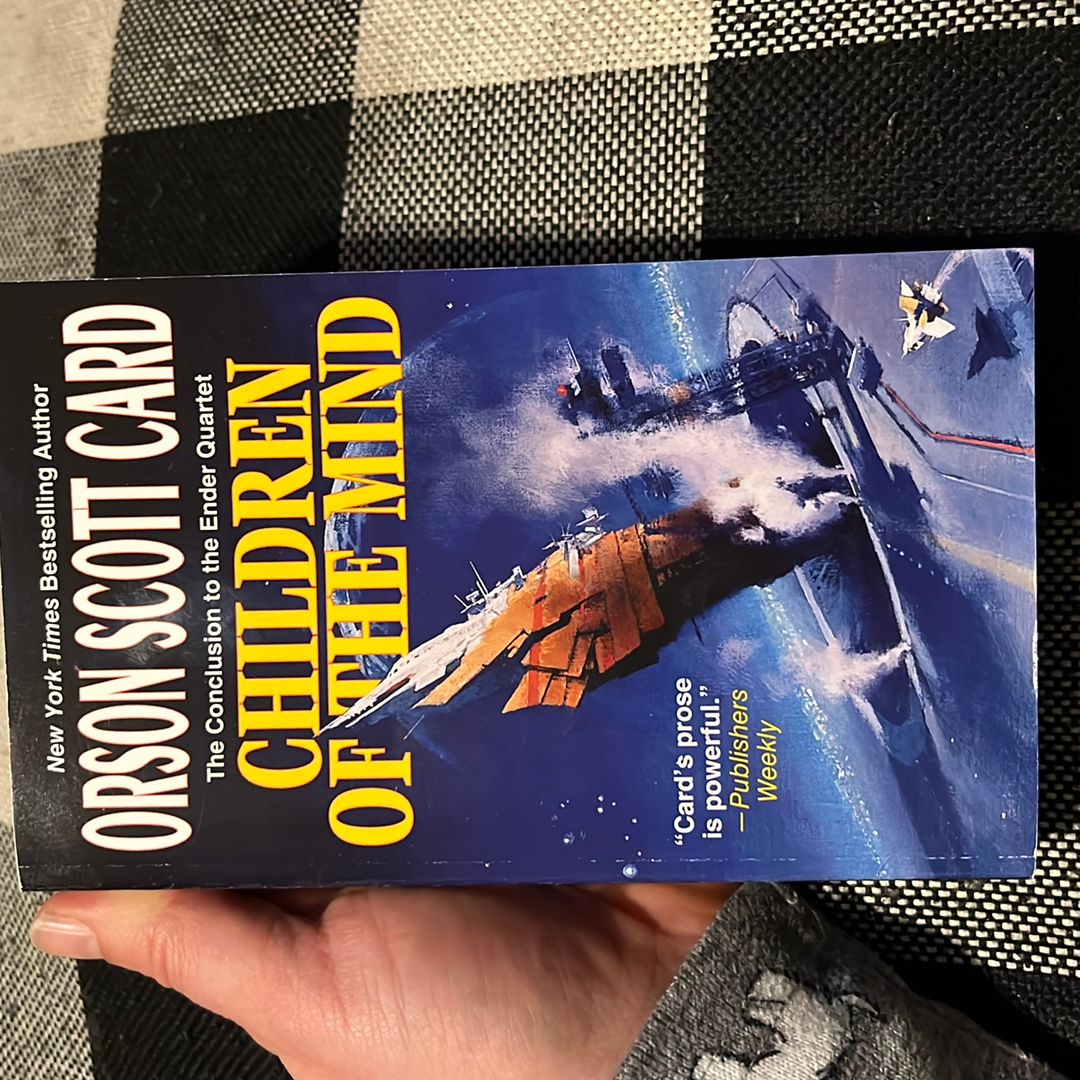 New York Times Bestselling Author
ORSON SCOTT CARD
The Conclusion to the Ender Quartet
CHILDREN
OF THE MIND
“Card’s prose
is powerful.”
—Publishers
Weekly